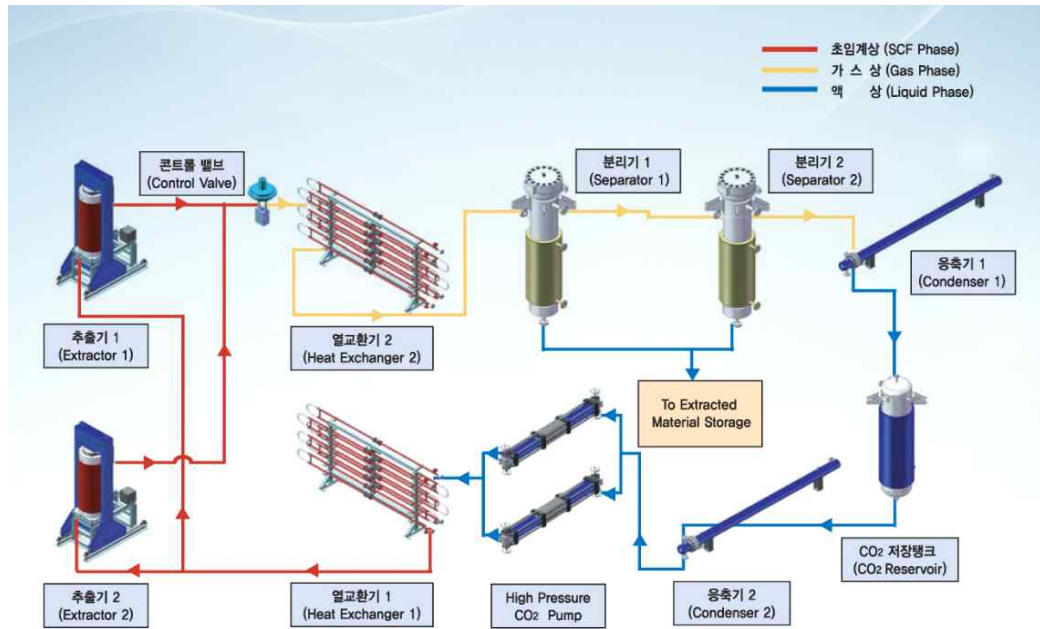 초임계상 (SCF Phase)
가 스 상 (Gas Phase)
액 상 (Liquid Phase)
콘트롤 밸브
(Control Valve)
분리기 1
(Separator 1)
분리기 2
(Separator 2)
응축기 1
(Condenser 1)
추출기 1
(Extractor 1)
열교환기 2
(Heat Exchanger 2)
To Extracted
Material Storage
CO2 저장탱크
(CO2 Reservoir)
추출기 2
(Extractor 2)
열교환기 1
(Heat Exchanger 1)
High Pressure
CO2 Pump
응축기 2
(Condenser 2)